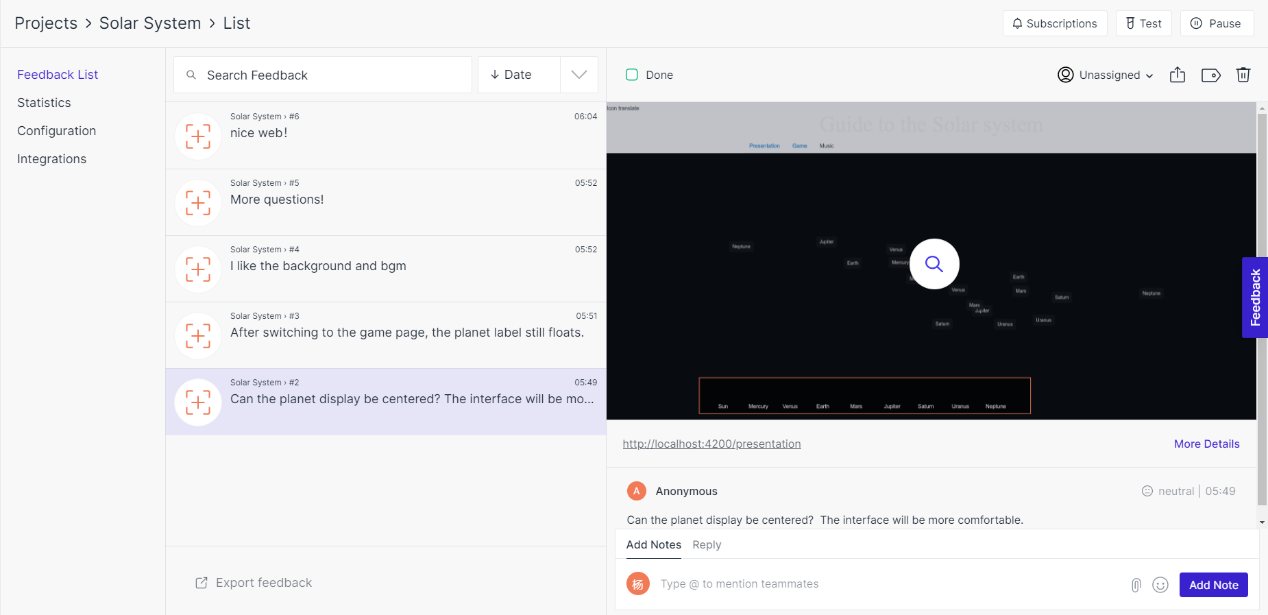 Projects > Solar System > List
Subscriptions
Test
Pause
Feedback List
Statistics
Configuration
Integrations
Search Feedback
↓ Date
Solar System › #6
06:04
nice web!
Solar System › #5
05:52
More questions!
Solar System › #4
05:52
I like the background and bgm
Solar System › #3
05:51
After switching to the game page, the planet label still floats.
Solar System › #2
05:49
Can the planet display be centered? The interface will be mo...
Export feedback
Done
Unassigned
translate
Guide to the Solar system
Presentation Game Music
Neptune
Jupiter
Venus
Earth
Mercury
Earth
Venus
Mars
Saturn
Neptune
Mars
Jupiter
Saturn
Uranus
Uranus
Sun Mercury Venus Earth Mars Jupiter Saturn Uranus Neptune
Feedback
http://localhost:4200/presentation
More Details
A
Anonymous
neutral | 05:49
Can the planet display be centered?  The interface will be more comfortable.
Add Notes
Reply
杨
Type @ to mention teammates
Add Note